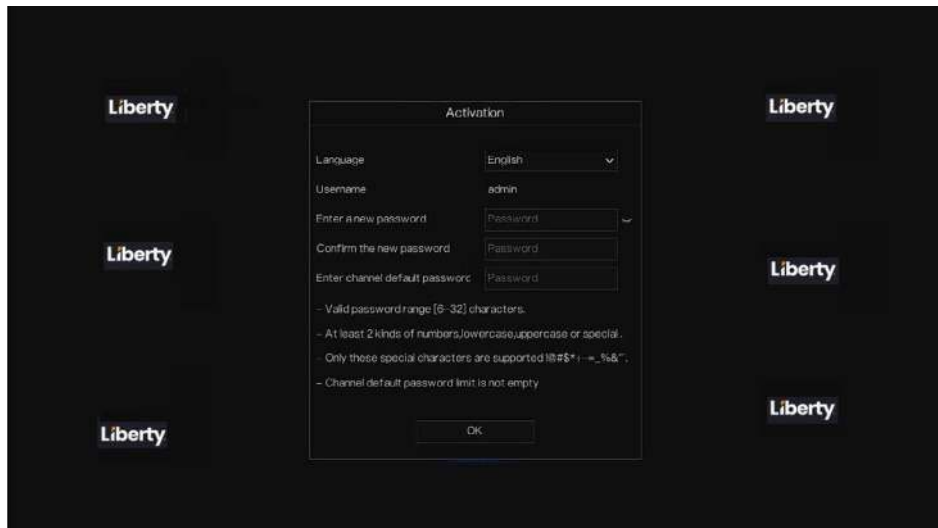 Liberty
Liberty
Activation
Language English
Username admin
Enter a new password Password
Liberty
Confirm the new password Password
Liberty
Enter channel default password Password
- Valid password range [6-32] characters.
- At least 2 kinds of numbers,lowercase,uppercase or special .
- Only these special characters are supported
- Channel default password limit is not empty
Liberty
Liberty
OK